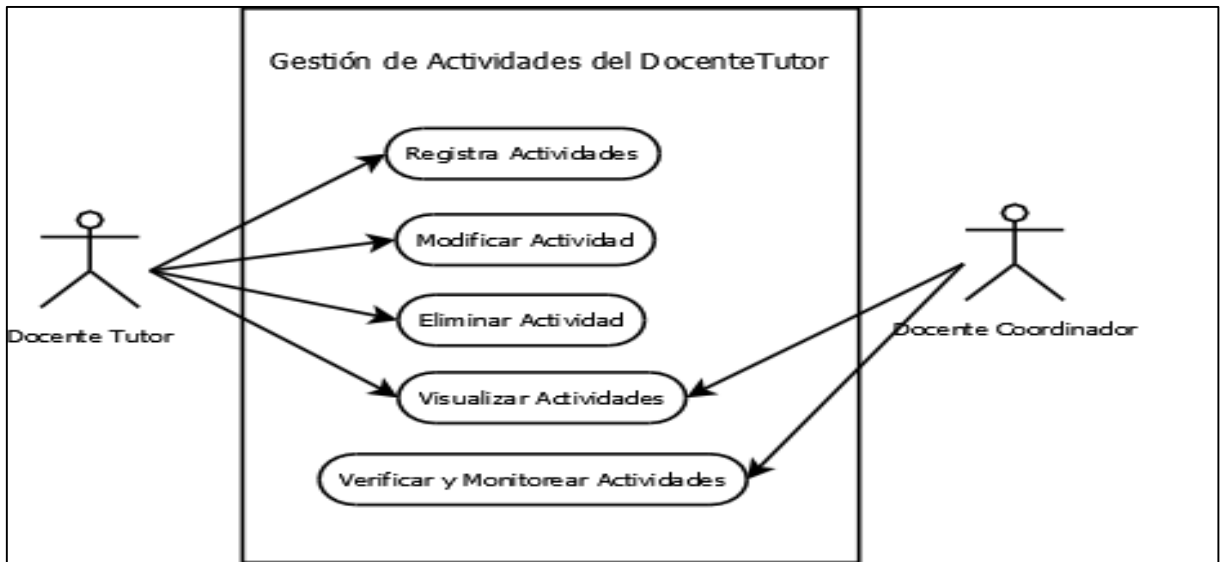 Gestión de Actividades del DocenteTutor
Registra Actividades
Modificar Actividad
Eliminar Actividad
Docente Tutor
Docente Coordinador
Visualizar Actividades
Verificar y Monitorear Actividades